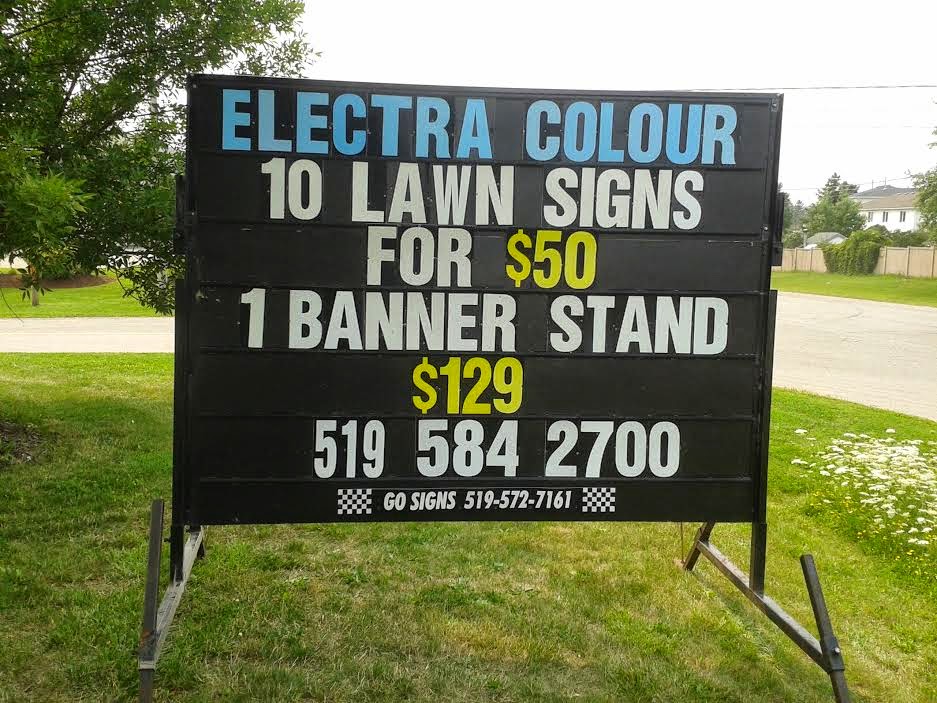 ELECTRA COLOUR
10 LAWN SIGNS
FOR $50
1 BANNER STAND
$129
519 584 2700
GO SIGNS 519-572-7161